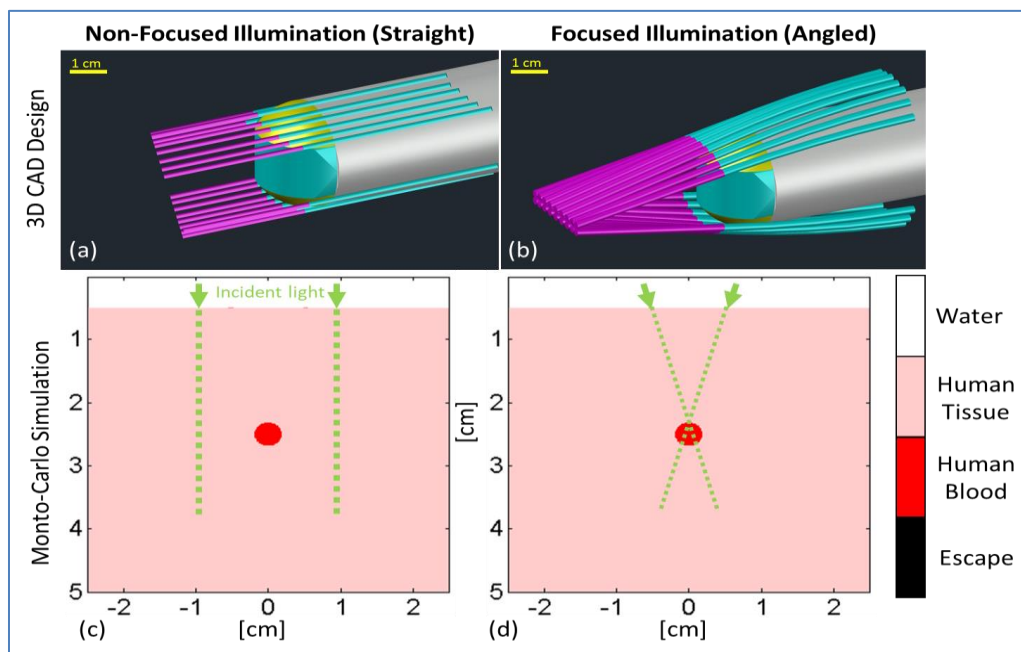 Non-Focused Illumination (Straight)
Focused Illumination (Angled)
3D CAD Design
1 cm
(a)
1 cm
(b)
Monto-Carlo Simulation
Incident light
1
2
3
4
5
-2 -1 0 1 2
[cm]
(c)
[cm]
1
2
3
4
5
-2 -1 0 1 2
[cm]
(d)
Water
Human
Tissue
Human
Blood
Escape